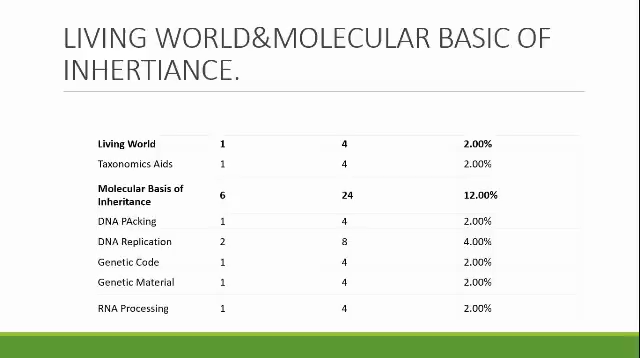 LIVING WORLD&MOLECULAR BASIC OF
INHERTIANCE.
Living World 1 4 2.00%
Taxonomics Aids 1 4 2.00%
Molecular Basis of
Inheritance 6 24 12.00%
DNA PAcking 1 4 2.00%
DNA Replication 2 8 4.00%
Genetic Code 1 4 2.00%
Genetic Material 1 4 2.00%
RNA Processing 1 4 2.00%